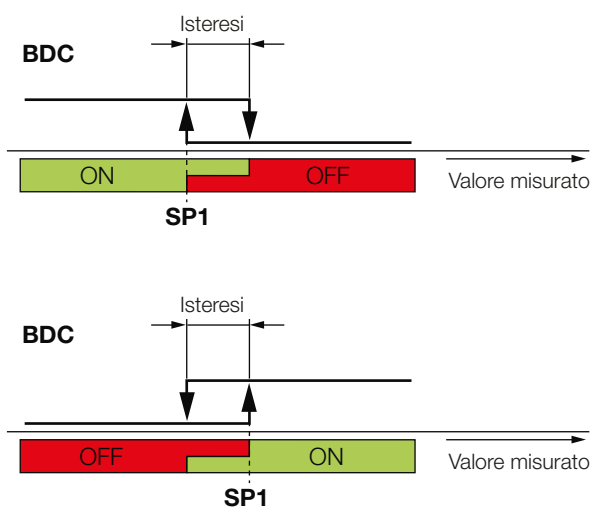 Isteresi
BDC
ON
OFF
Valore misurato
SP1
Isteresi
BDC
OFF
ON
Valore misurato
SP1